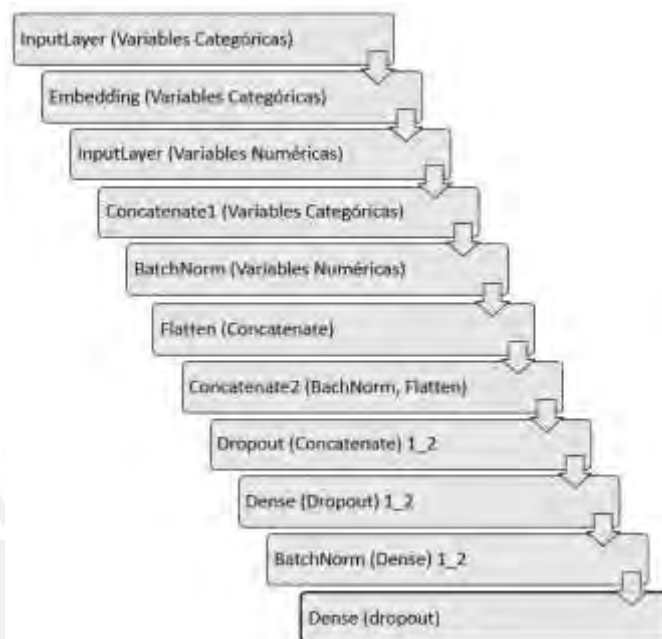 InputLayer (Variables Categóricas)
Embedding (Variables Categóricas)
InputLayer (Variables Numéricas)
Concatenate1 (Variables Categóricas)
BatchNorm (Variables Numéricas)
Flatten (Concatenate)
Concatenate2 (BachNorm, Flatten)
Dropout (Concatenate) 1_2
Dense (Dropout) 1_2
BatchNorm (Dense) 1_2
Dense (dropout)